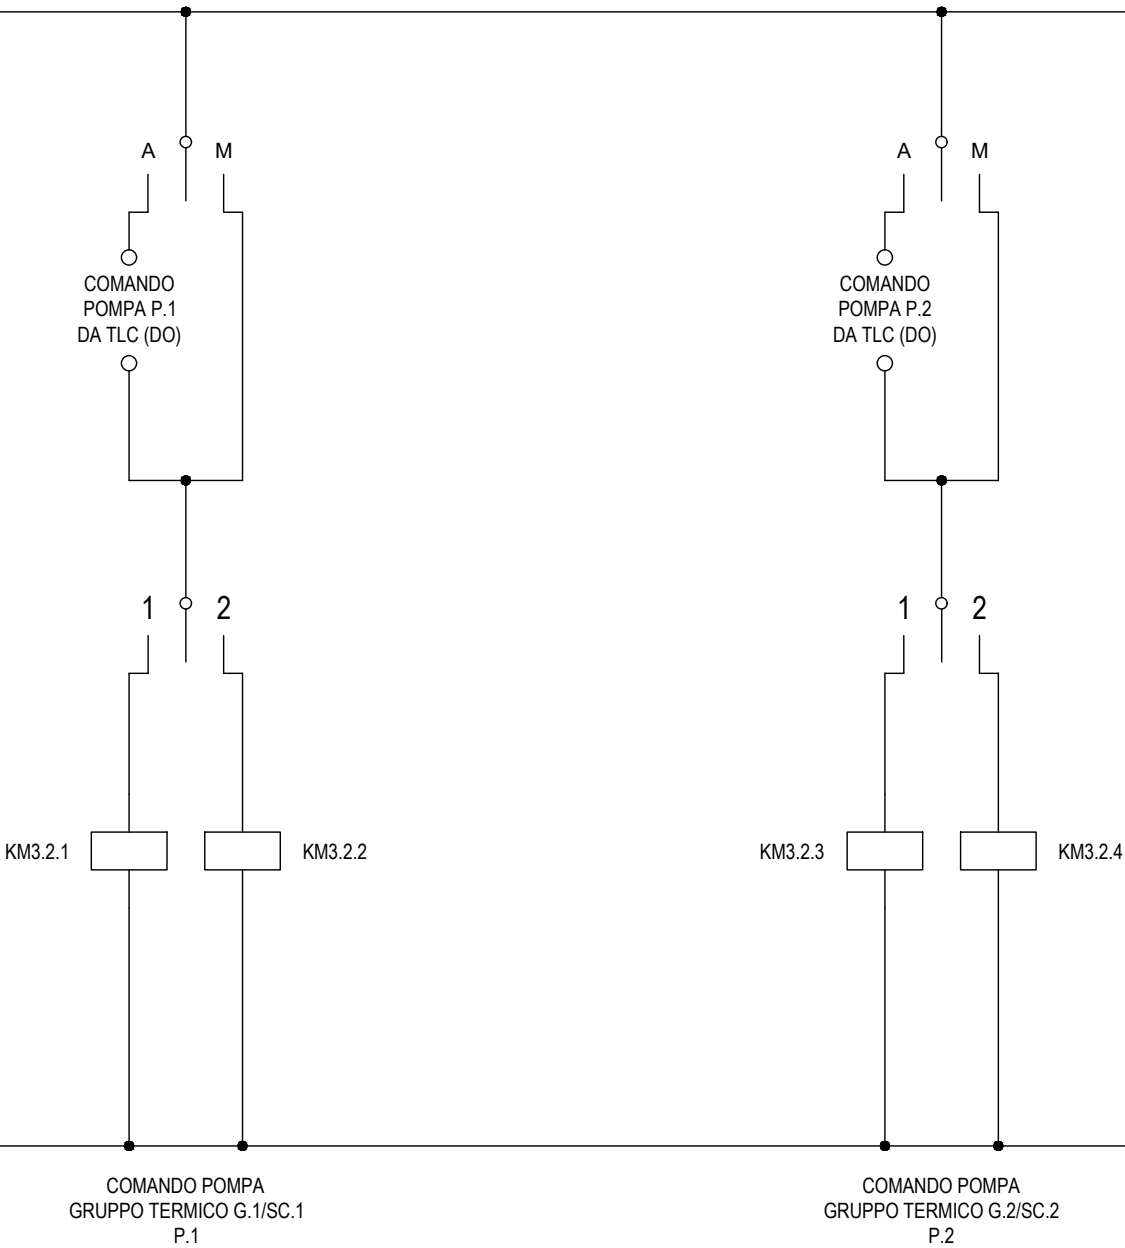 A M
A M
COMANDO
POMPA P.1
DA TLC (DO)
COMANDO
POMPA P.2
DA TLC (DO)
1 2
1 2
KM3.2.1
KM3.2.2
KM3.2.3
KM3.2.4
COMANDO POMPA
GRUPPO TERMICO G.1/SC.1
P.1
COMANDO POMPA
GRUPPO TERMICO G.2/SC.2
P.2